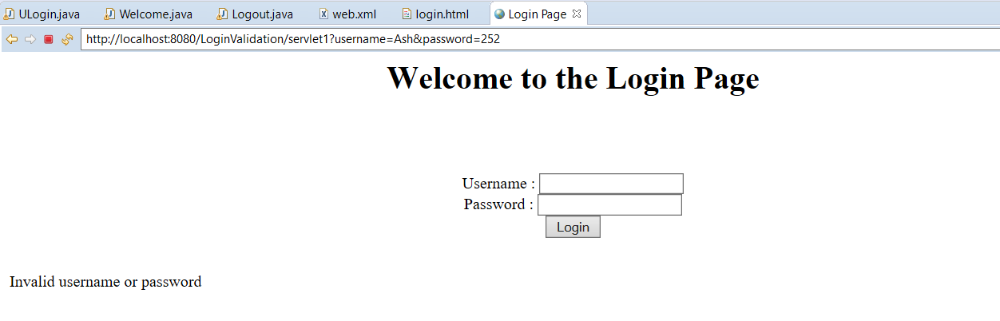 ULogin.java Welcome.java Logout.java web.xml login.html Login Page
http://localhost:8080/LoginValidation/servlet1?username=Ash&password=252
Welcome to the Login Page
Username :
Password :
Login
Invalid username or password